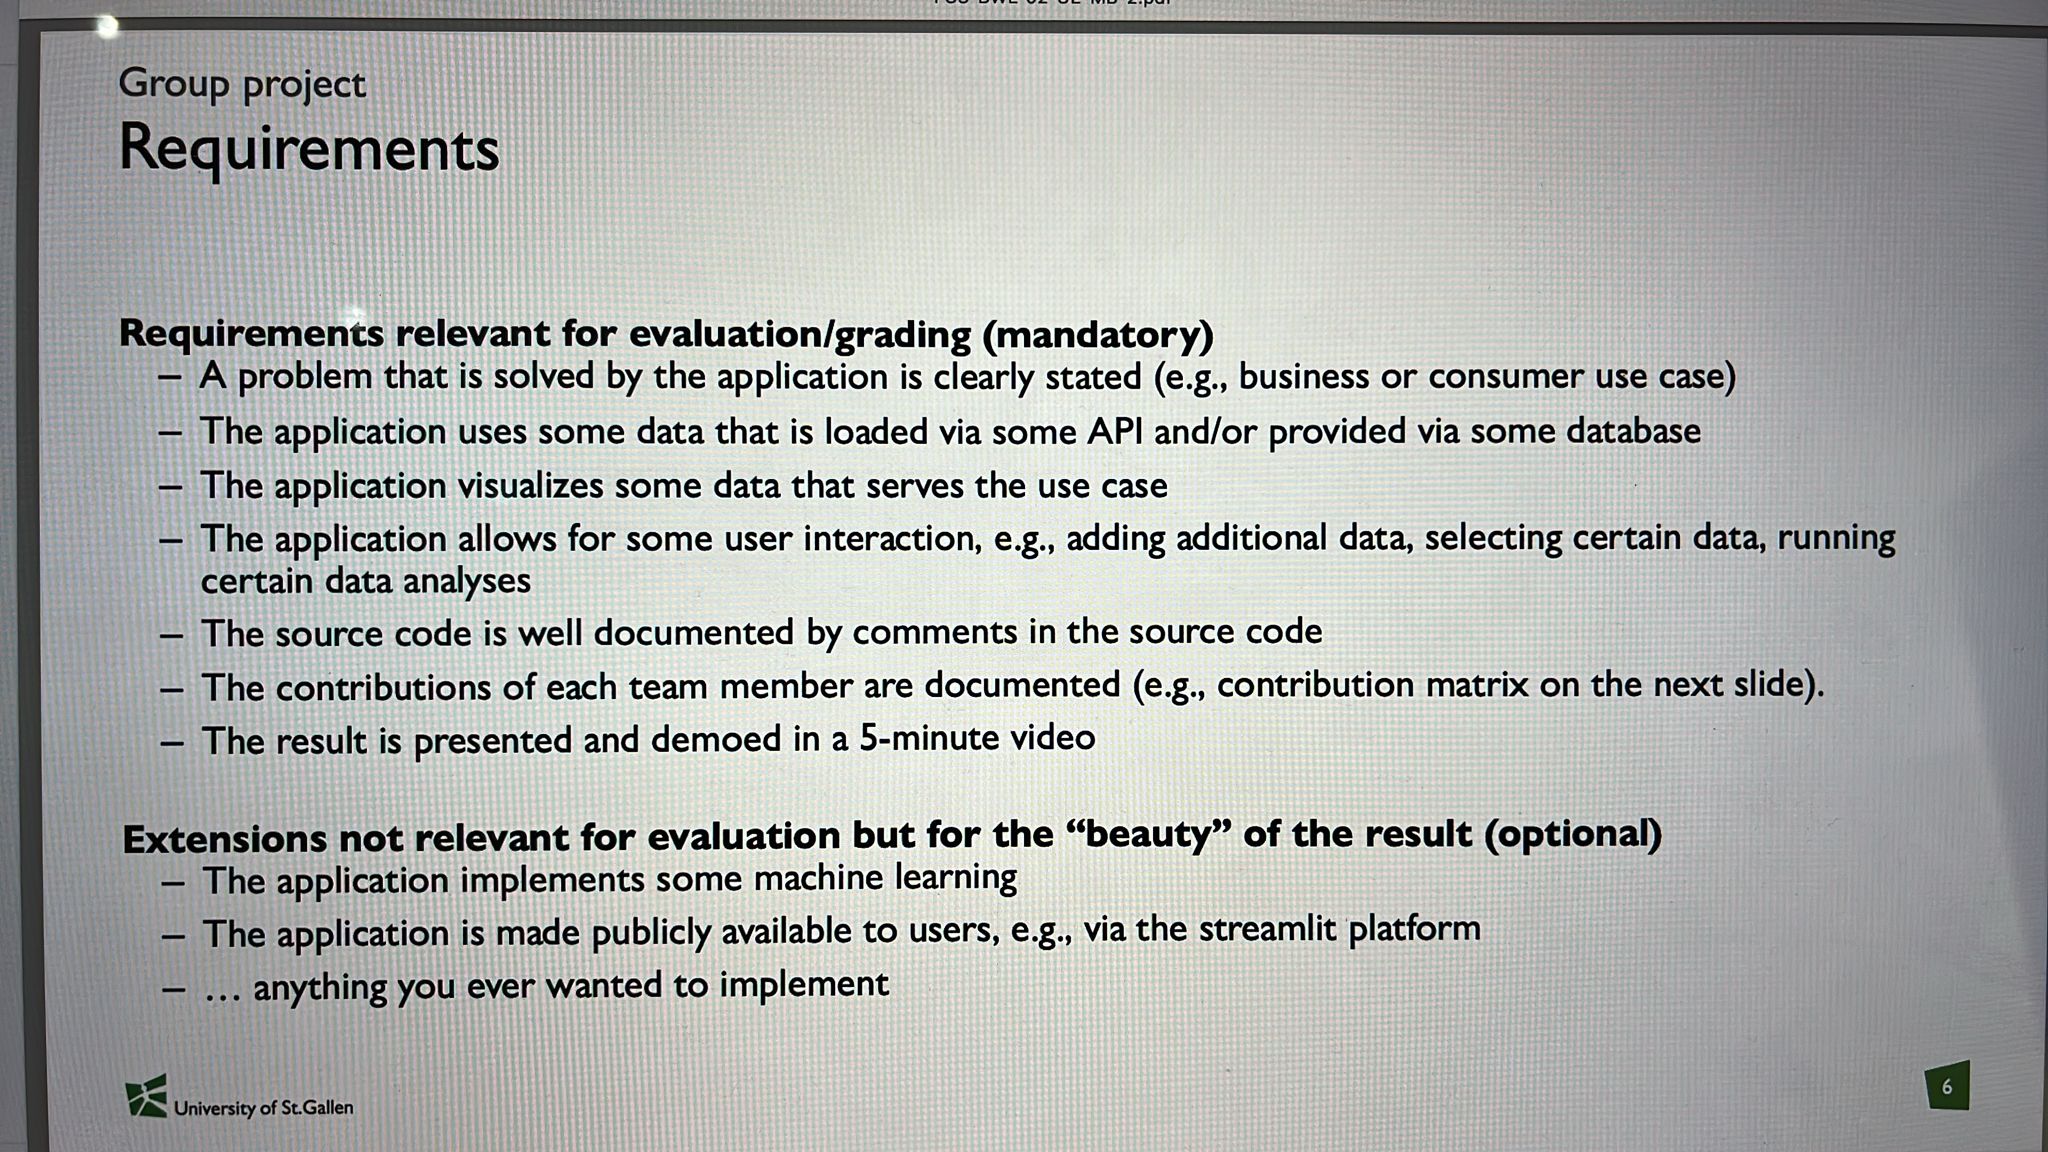 Group project
Requirements
Requirements relevant for evaluation/grading (mandatory)
– A problem that is solved by the application is clearly stated (e.g., business or consumer use case)
– The application uses some data that is loaded via some API and/or provided via some database
– The application visualizes some data that serves the use case
– The application allows for some user interaction, e.g., adding additional data, selecting certain data, running
certain data analyses
– The source code is well documented by comments in the source code
– The contributions of each team member are documented (e.g., contribution matrix on the next slide).
– The result is presented and demoed in a 5-minute video
Extensions not relevant for evaluation but for the “beauty” of the result (optional)
– The application implements some machine learning
– The application is made publicly available to users, e.g., via the streamlit platform
– … anything you ever wanted to implement
University of St.Gallen
6